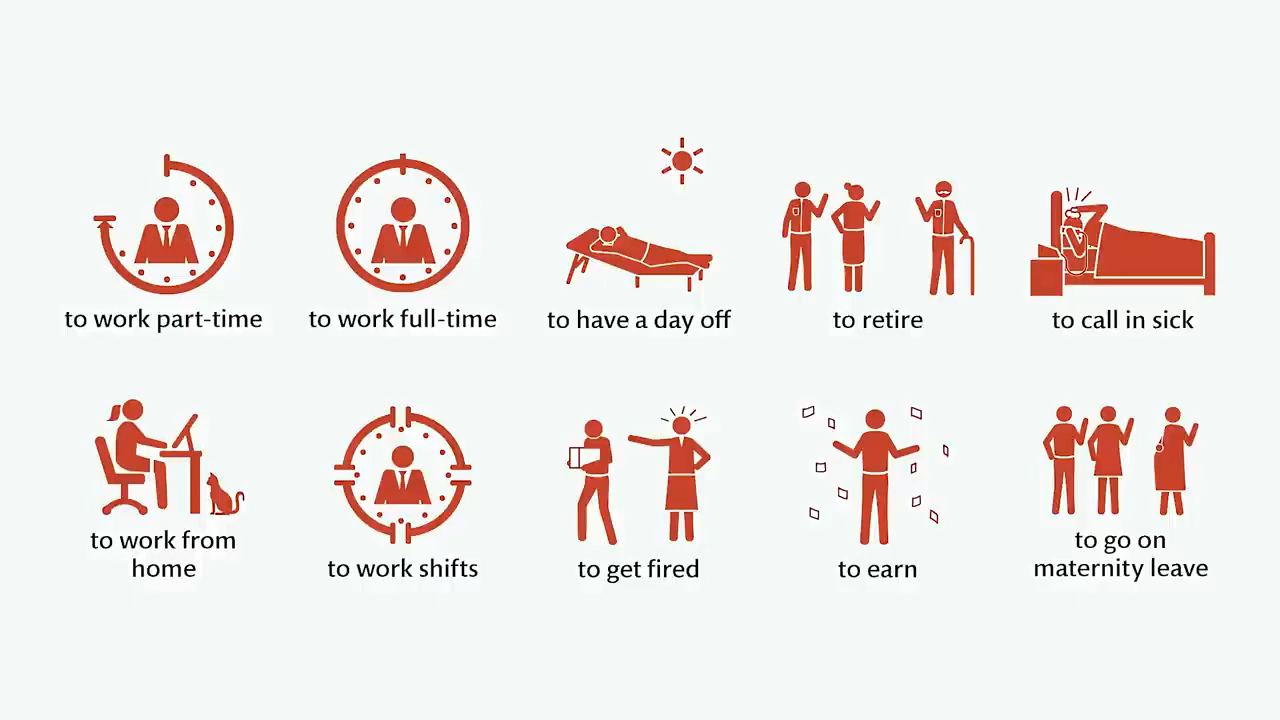 to work part-time
to work full-time
to have a day off
to retire
to call in sick
to work from
home
to work shifts
to get fired
to earn
to go on
maternity leave